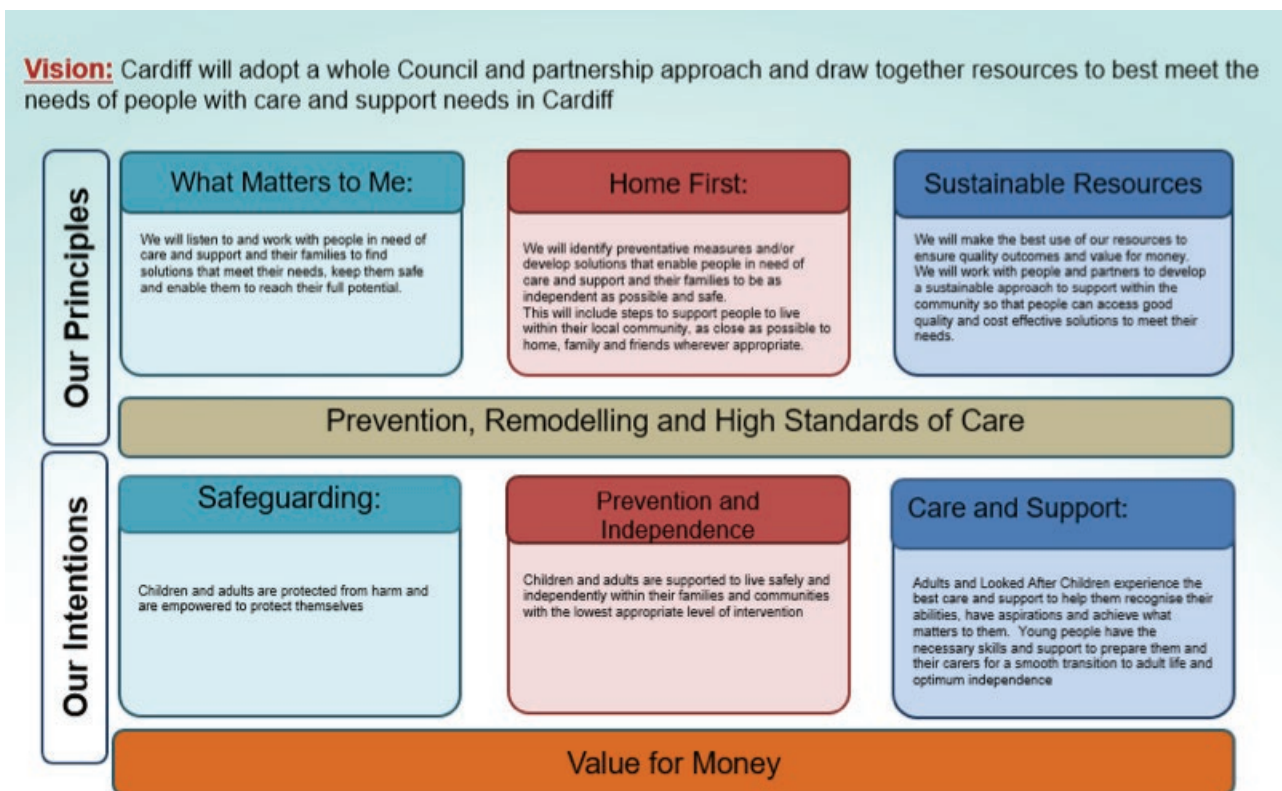 Vision: Cardiff will adopt a whole Council and partnership approach and draw together resources to best meet the
needs of people with care and support needs in Cardiff
Our Principles
What Matters to Me:
We will listen to and work with people in need of
care and support and their families to find
solutions that meet their needs, keep them safe
and enable them to reach their full potential.
Home First:
We will identify preventative measures and/or
develop solutions that enable people in need of
care and support and their families to be as
independent as possible and safe.
This will include steps to support people to live
within their local community, as close as possible to
home, family and friends wherever appropriate.
Sustainable Resources
We will make the best use of our resources to
ensure quality outcomes and value for money.
We will work with people and partners to develop
a sustainable approach to support within the
community so that people can access good
quality and cost effective solutions to meet their
needs.
Prevention, Remodelling and High Standards of Care
Our Intentions
Safeguarding:
Children and adults are protected from harm and
are empowered to protect themselves
Prevention and
Independence
Children and adults are supported to live safely and
independently within their families and communities
with the lowest appropriate level of intervention
Care and Support:
Adults and Looked After Children experience the
best care and support to help them recognise their
abilities, have aspirations and achieve what
matters to them.  Young people have the
necessary skills and support to prepare them and
their carers for a smooth transition to adult life and
optimum independence
Value for Money